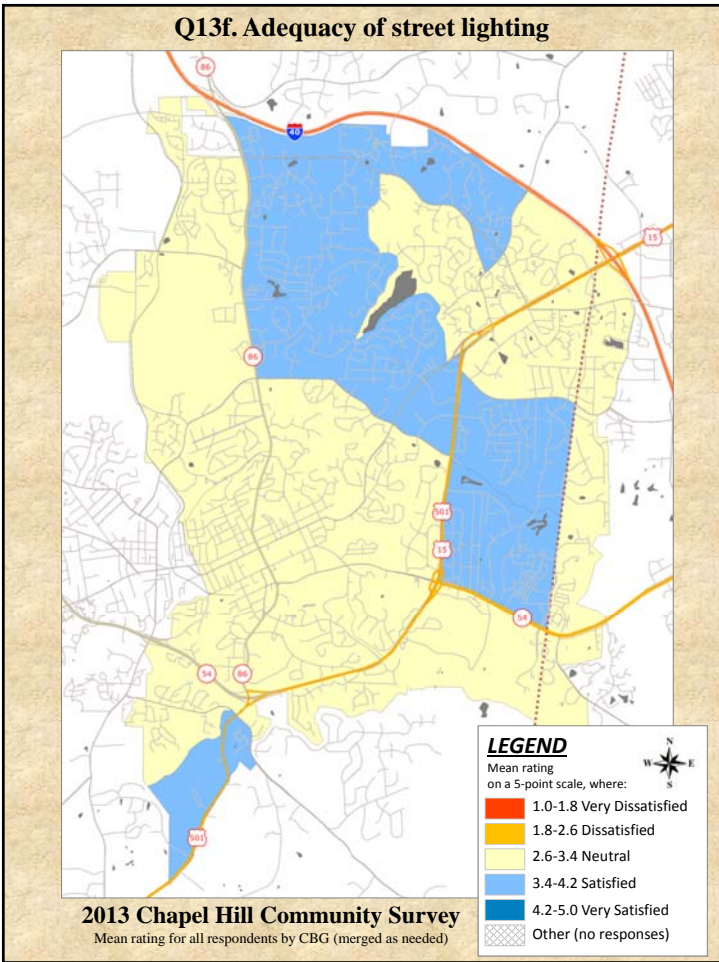 Q13f. Adequacy of street lighting
86
40
15
86
501
15
54
54
86
501
LEGEND
Mean rating
on a 5-point scale, where:
N
W E
S
1.0-1.8 Very Dissatisfied
1.8-2.6 Dissatisfied
2.6-3.4 Neutral
3.4-4.2 Satisfied
4.2-5.0 Very Satisfied
Other (no responses)
2013 Chapel Hill Community Survey
Mean rating for all respondents by CBG (merged as needed)